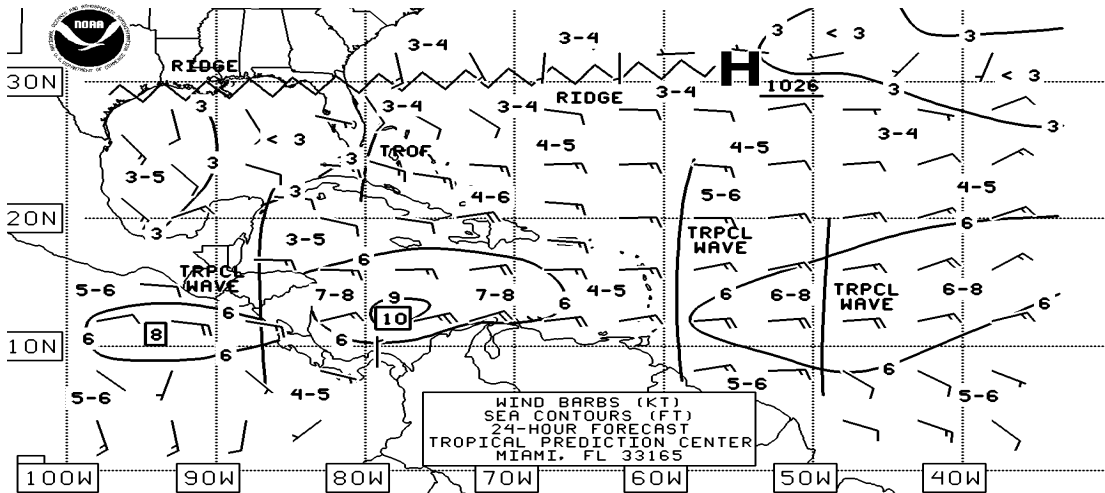 NOAA
3-4
3-4
3
< 3
3
RIDGE
H
< 3
30N
1026
RIDGE
3-4
3
3
3-4
3-4
3
3-4
< 3
4-5
4-5
TROF
3
3
3-5
3
4-6
5-6
4-5
20N
6
3
3-5
TRPCL
WAVE
6
TRPCL
WAVE
5-6
7-8
9
7-8
4-5
6
6
6-8
TRPCL
WAVE
6-8
6
6
10
8
6
6
10N
6
6
5-6
4-5
5-6
5-6
WIND BARBS (KT)
SEA CONTOURS (FT)
24-HOUR FORECAST
TROPICAL PREDICTION CENTER
MIAMI, FL 33165
100W
90W
80W
70W
60W
50W
40W